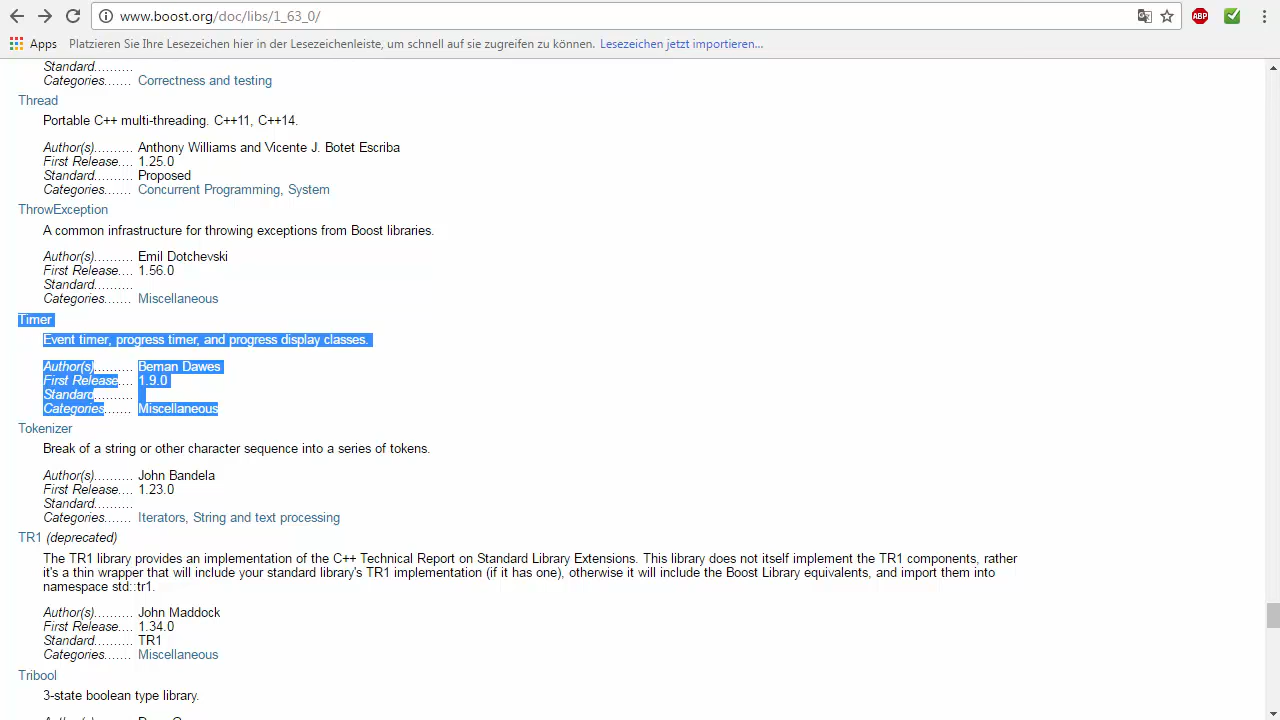 www.boost.org/doc/libs/1_63_0/
ABP
Apps Platzieren Sie Ihre Lesezeichen hier in der Lesezeichenleiste, um schnell auf sie zugreifen zu können. Lesezeichen jetzt importieren...
Standard..........
Categories....... Correctness and testing
Thread
Portable C++ multi-threading. C++11, C++14.
Author(s).......... Anthony Williams and Vicente J. Botet Escriba
First Release.... 1.25.0
Standard.......... Proposed
Categories....... Concurrent Programming, System
ThrowException
A common infrastructure for throwing exceptions from Boost libraries.
Author(s).......... Emil Dotchevski
First Release.... 1.56.0
Standard..........
Categories....... Miscellaneous
Timer
Event timer, progress timer, and progress display classes.
Author(s).......... Beman Dawes
First Release.... 1.9.0
Standard..........
Categories....... Miscellaneous
Tokenizer
Break of a string or other character sequence into a series of tokens.
Author(s).......... John Bandela
First Release.... 1.23.0
Standard..........
Categories....... Iterators, String and text processing
TR1 (deprecated)
The TR1 library provides an implementation of the C++ Technical Report on Standard Library Extensions. This library does not itself implement the TR1 components, rather
it's a thin wrapper that will include your standard library's TR1 implementation (if it has one), otherwise it will include the Boost Library equivalents, and import them into
namespace std::tr1.
Author(s).......... John Maddock
First Release.... 1.34.0
Standard.......... TR1
Categories....... Miscellaneous
Tribool
3-state boolean type library.